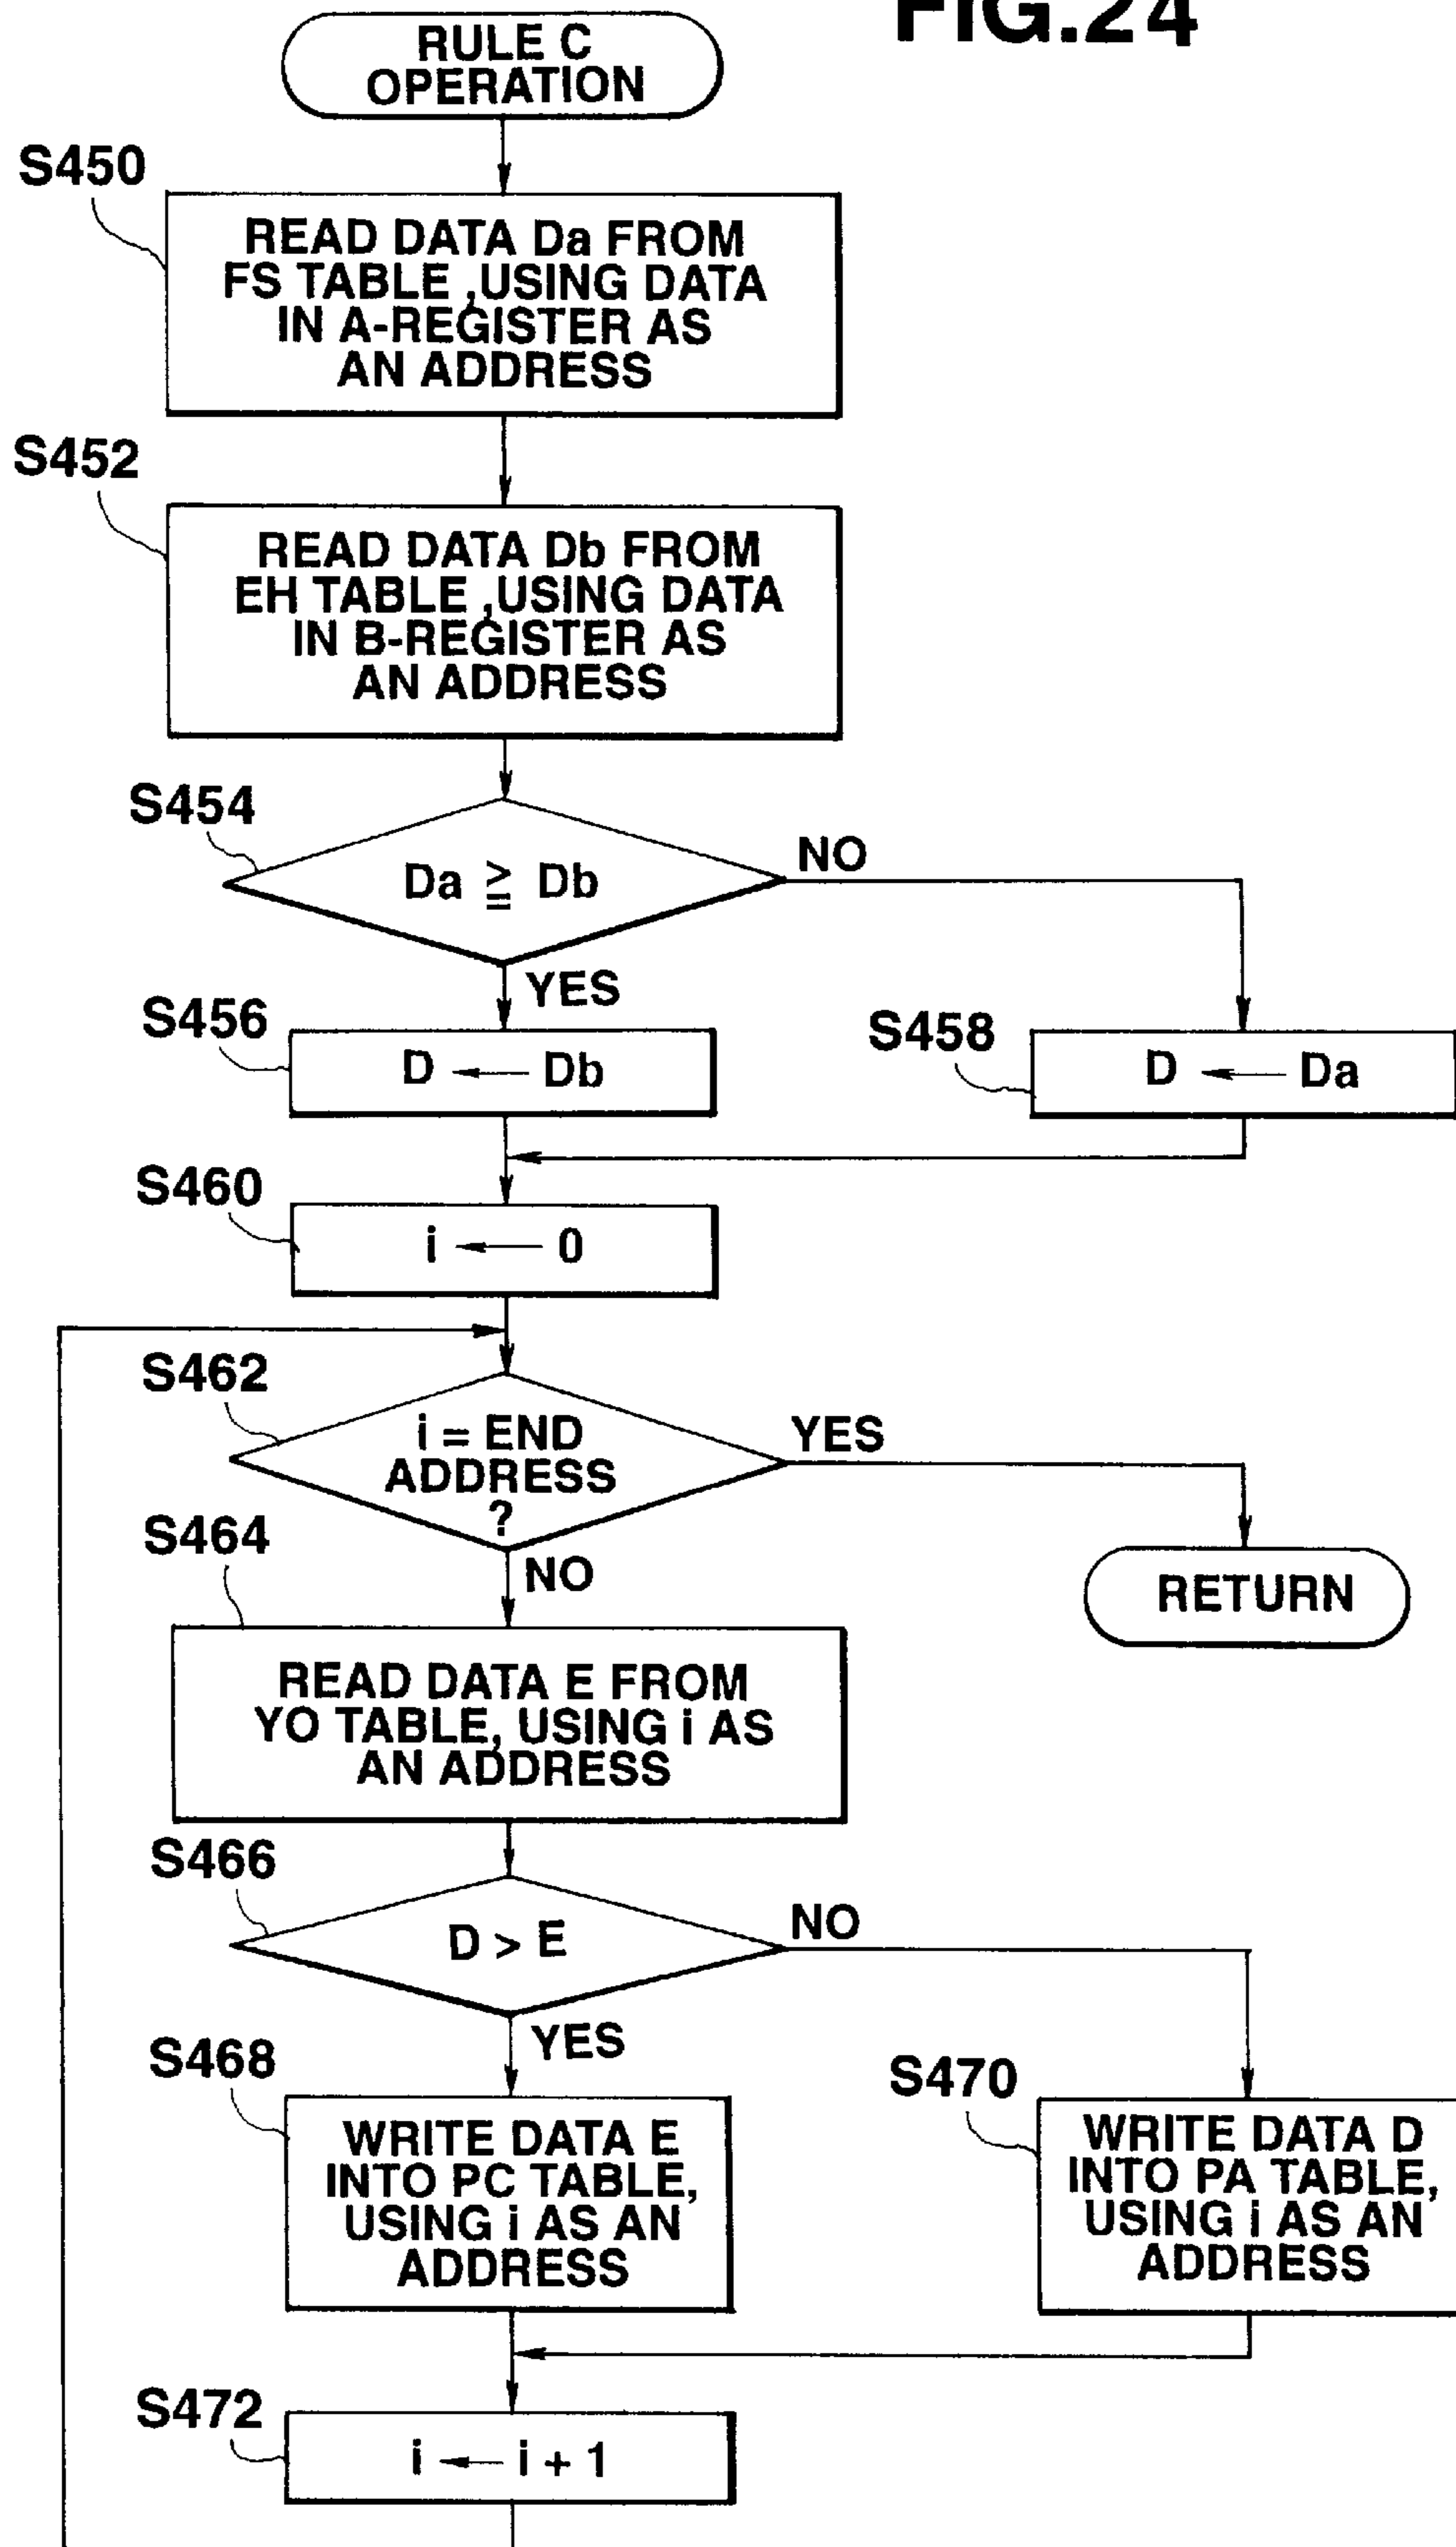 FIG.24
RULE C
OPERATION
S450
READ DATA Da FROM
FS TABLE ,USING DATA
IN A-REGISTER AS
AN ADDRESS
S452
READ DATA Db FROM
EH TABLE ,USING DATA
IN B-REGISTER AS
AN ADDRESS
S454
Da ≧ Db
NO
YES
S456
D ← Db
S458
D ← Da
S460
i ← 0
S462
i = END
ADDRESS
?
YES
NO
RETURN
S464
READ DATA E FROM
YO TABLE, USING i AS
AN ADDRESS
S466
D > E
NO
YES
S468
WRITE DATA E
INTO PC TABLE,
USING i AS AN
ADDRESS
S470
WRITE DATA D
INTO PA TABLE,
USING i AS AN
ADDRESS
S472
i ← i + 1